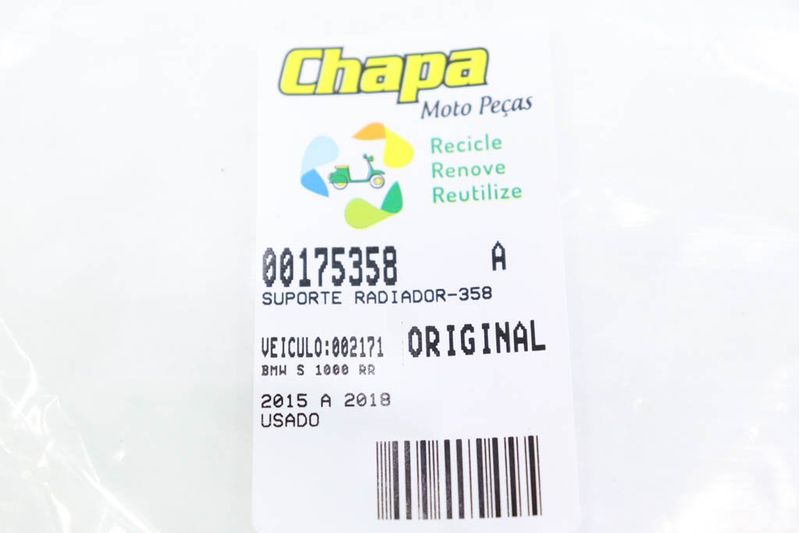 Chapa
Moto Peças
Recicle
Renove
Reutilize
00175358 A
SUPORTE RADIADOR-358
VEICULO:002171 ORIGINAL
BMW S 1000 RR
2015 A 2018
USADO